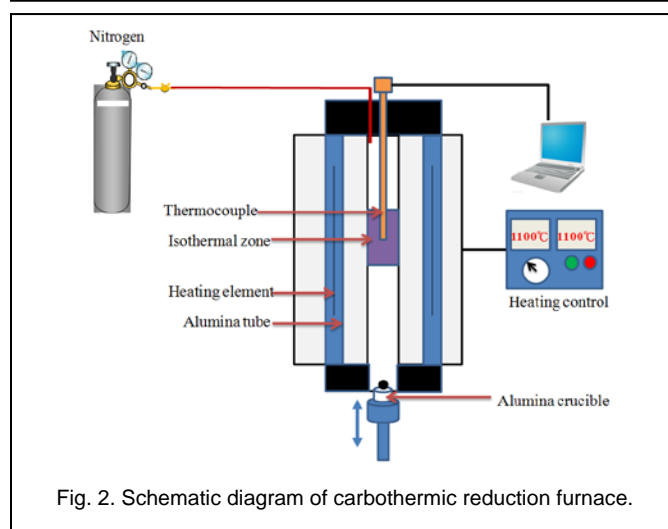 Nitrogen
Thermocouple
Isothermal zone
Heating element
Alumina tube
1100℃ 1100℃
Heating control
Alumina crucible
Fig. 2. Schematic diagram of carbothermic reduction furnace.